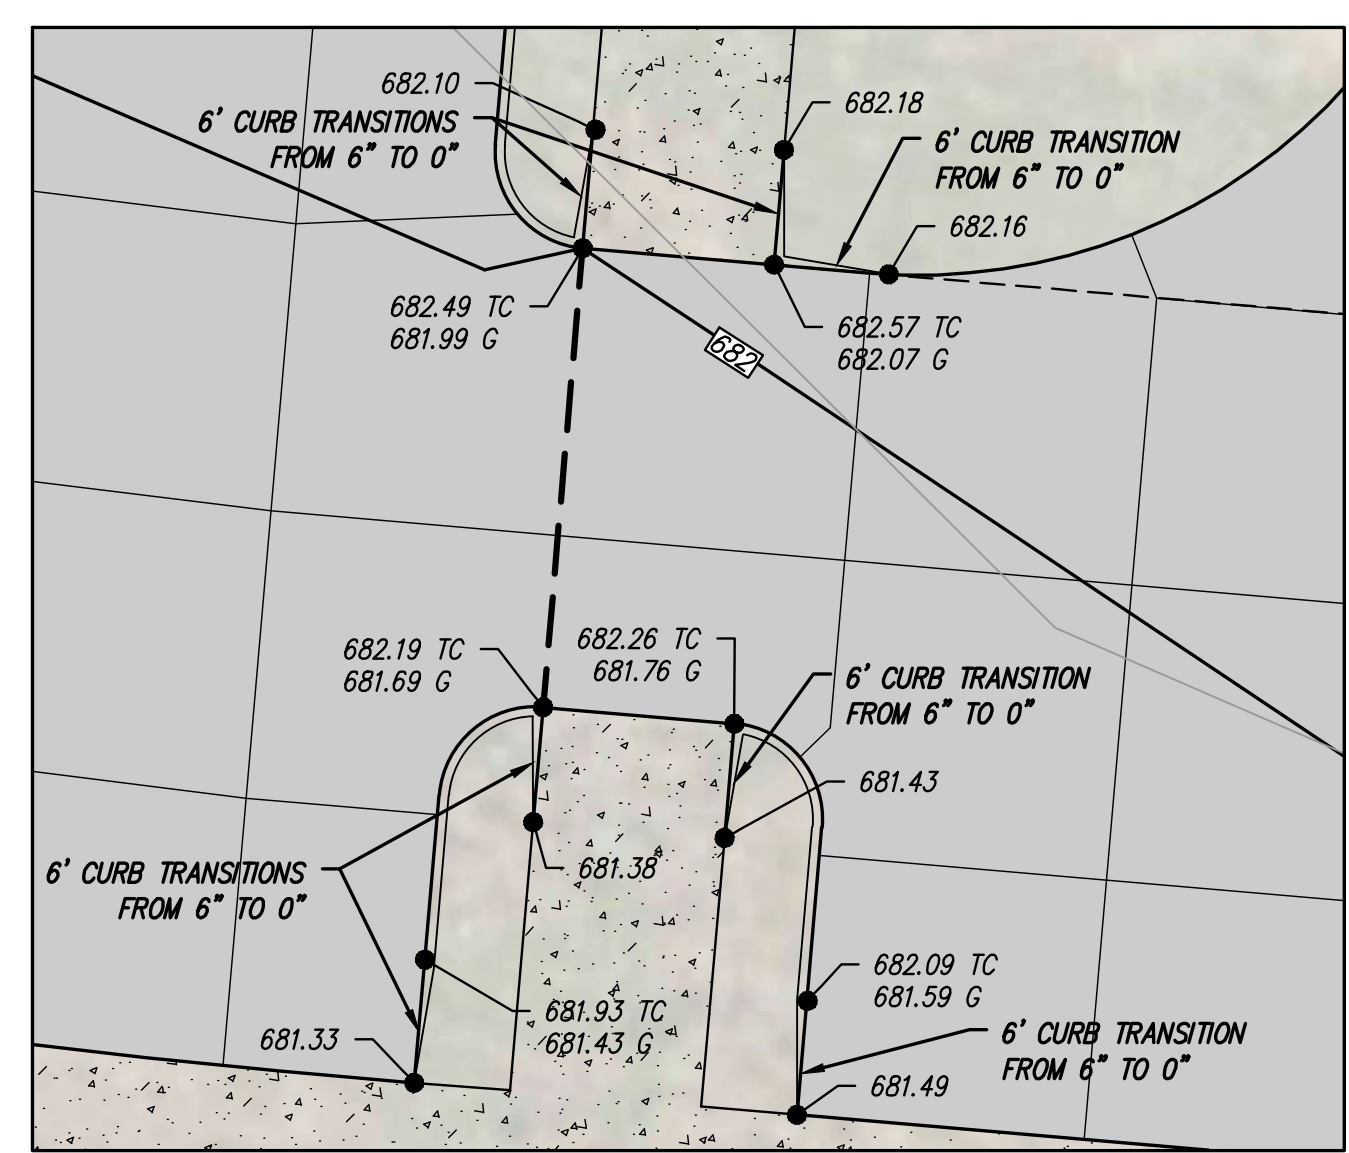 682.10
6' CURB TRANSITIONS
FROM 6" TO 0"
682.18
6' CURB TRANSITION
FROM 6" TO 0"
682.16
682.49 TC
681.99 G
682.57 TC
682.07 G
682
682.19 TC
681.69 G
682.26 TC
681.76 G
6' CURB TRANSITION
FROM 6" TO 0"
681.43
681.38
6' CURB TRANSITIONS
FROM 6" TO 0"
682.09 TC
681.59 G
681.93 TC
681.43 G
681.33
6' CURB TRANSITION
FROM 6" TO 0"
681.49